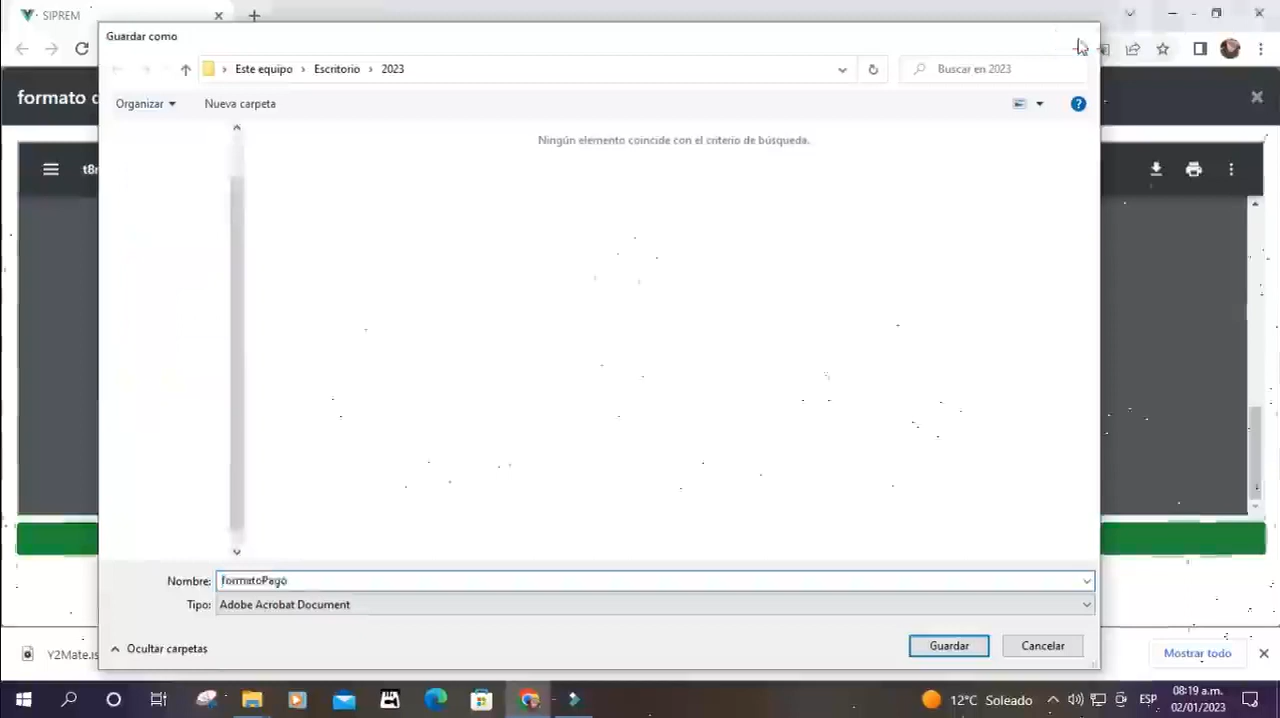 SIPREM
Guardar como
Este equipo > Escritorio > 2023
Buscar en 2023
formato
Organizar
Nueva carpeta
Ningún elemento coincide con el criterio de búsqueda.
Nombre: formatoPago
Tipo: Adobe Acrobat Document
Ocultar carpetas
Guardar
Cancelar
Mostrar todo
12°C Soleado
ESP
08:19 a.m.
02/01/2023